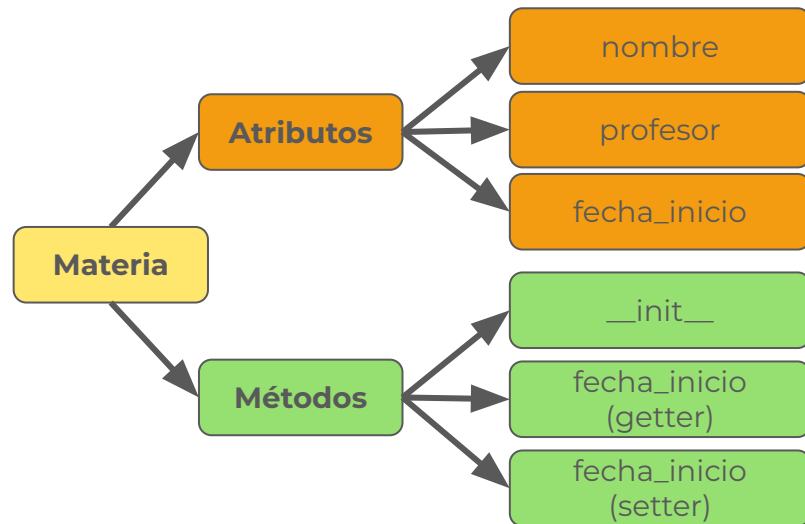 Materia
Atributos
nombre
profesor
fecha_inicio
Métodos
__init__
fecha_inicio
(getter)
fecha_inicio
(setter)